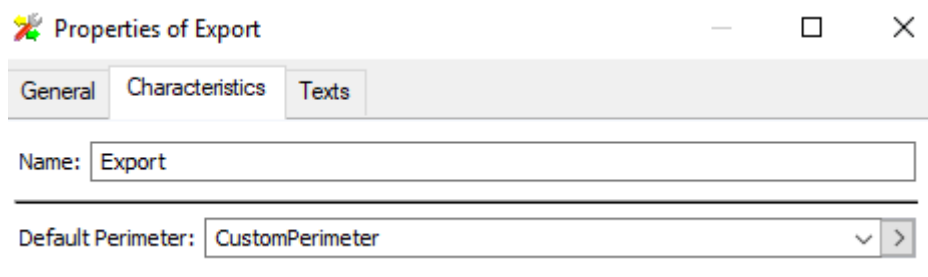 Properties of Export
General Characteristics Texts
Name: Export
Default Perimeter: CustomPerimeter